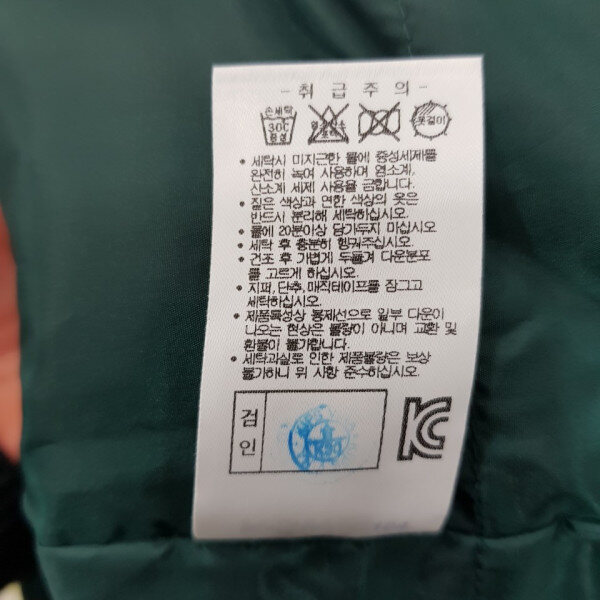 - 취 급 주 의 -
손세탁
30C
중성
염소표백
옷걸이
• 세탁시 미지근한 물에 중성세제를
완전히 녹여 사용하며 염소계,
산소계 세제 사용을 금합니다.
• 짙은 색상과 연한 색상의 옷은
반드시 분리해 세탁하십시오.
• 물에 20분이상 담가두지 마십시오
• 세탁 후 충분히 헹궈주십시오.
• 건조 후 가볍게 두들겨 다운분포
를 고르게 하십시오.
• 지퍼, 단추, 매직테이프를 잠그고
세탁하십시오.
• 제품특성상 봉제선으로 일부 다운이
나오는 현상은 불량이 아니며 교환 및
환불이 불가합니다.
• 세탁과실로 인한 제품불량은 보상
불가하니 위 사항 준수하십시오.
검
인
KC